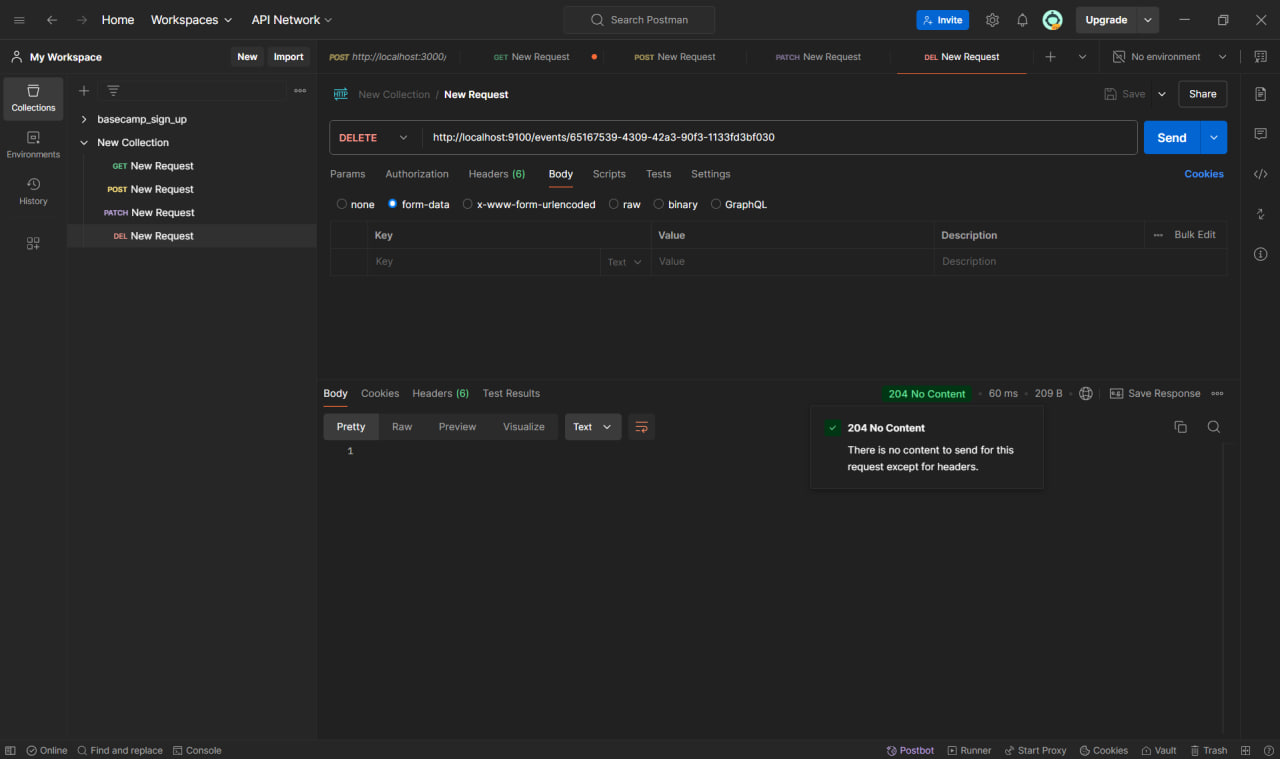 Home Workspaces API Network Search Postman Invite Upgrade
My Workspace New Import POST http://localhost:3000/ GET New Request POST New Request PATCH New Request DEL New Request No environment
Collections
Environments
History
basecamp_sign_up
New Collection
GET New Request
POST New Request
PATCH New Request
DEL New Request
HTTP New Collection / New Request Save Share
DELETE http://localhost:9100/events/65167539-4309-42a3-90f3-1133fd3bf030 Send
Params Authorization Headers (6) Body Scripts Tests Settings Cookies
none form-data x-www-form-urlencoded raw binary GraphQL
Key Value Description Bulk Edit
Key Text Value Description
Body Cookies Headers (6) Test Results 204 No Content 60 ms 209 B Save Response
Pretty Raw Preview Visualize Text
1
204 No Content
There is no content to send for this
request except for headers.
Online Find and replace Console Postbot Runner Start Proxy Cookies Vault Trash